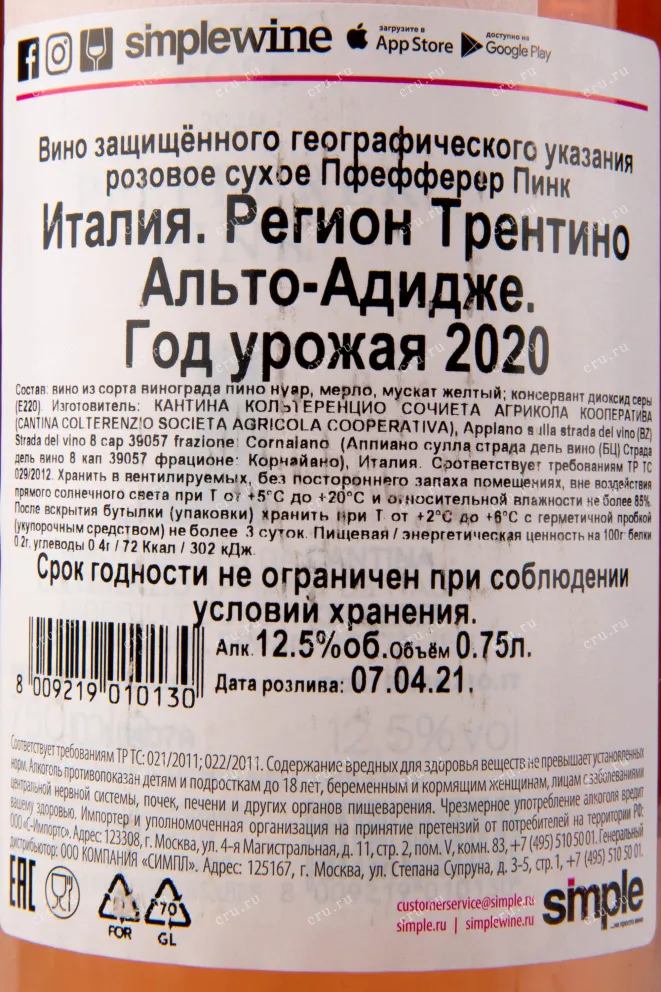 simplewine загрузите в App Store доступно на Google Play
Вино защищённого географического указания
розовое сухое Пфефферер Пинк
Италия. Регион Трентино
Альто-Адидже.
Год урожая 2020
Состав: вино из сорта винограда пино нуар, мерло, мускат желтый; консервант диоксид серы
(Е220). Изготовитель: КАНТИНА КОЛЬТЕРЕНЦИО СОЧИЕТА АГРИКОЛА КООПЕРАТИВА
(CANTINA COLTERENZIO SOCIETA AGRICOLA COOPERATIVA), Appiano sulla strada del vino (BZ)
Strada del vino 8 cap 39057 frazione: Cornaiano (Аппиано сулла страда дель вино (БЦ) Страда
дель вино 8 кап 39057 фрационе: Корнайано), Италия. Соответствует требованиям ТР ТС
029/2012. Хранить в вентилируемых, без постороннего запаха помещениях, вне воздействия
прямого солнечного света при Т от +5°С до +20°С и относительной влажности не более 85%.
После вскрытия бутылки (упаковки) хранить при Т от +2°С до +6°С с герметичной пробкой
(укупорочным средством) не более 3 суток. Пищевая / энергетическая ценность на 100г: белки
0.2г, углеводы 0.4г / 72 Ккал / 302 кДж.
Срок годности не ограничен при соблюдении
условий хранения.
Алк. 12.5%об. Объём 0.75л.
Дата розлива: 07.04.21.
8 009219 010130
Соответствует требованиям ТР ТС: 021/2011; 022/2011. Содержание вредных для здоровья веществ не превышает установленных
норм. Алкоголь противопоказан детям и подросткам до 18 лет, беременным и кормящим женщинам, лицам с заболеваниями
центральной нервной системы, почек, печени и других органов пищеварения. Чрезмерное употребление алкоголя вредит
вашему здоровью. Импортер и уполномоченная организация на принятие претензий от потребителей на территории РФ:
ООО «С-Импортс». Адрес: 123308, г. Москва, ул. 4-я Магистральная, д. 11, стр. 2, пом. V, комн. 83, +7 (495) 510 50 01. Генеральный
дистрибьютор: ООО КОМПАНИЯ «СИМПЛ». Адрес: 125167, г. Москва, ул. Степана Супруна, д. 3-5, стр. 1, +7 (495) 510 50 01.
EAC
FOR
70
GL
customerservice@simple.ru
simple.ru | simplewine.ru
simple
...не просто вино
cru.ru